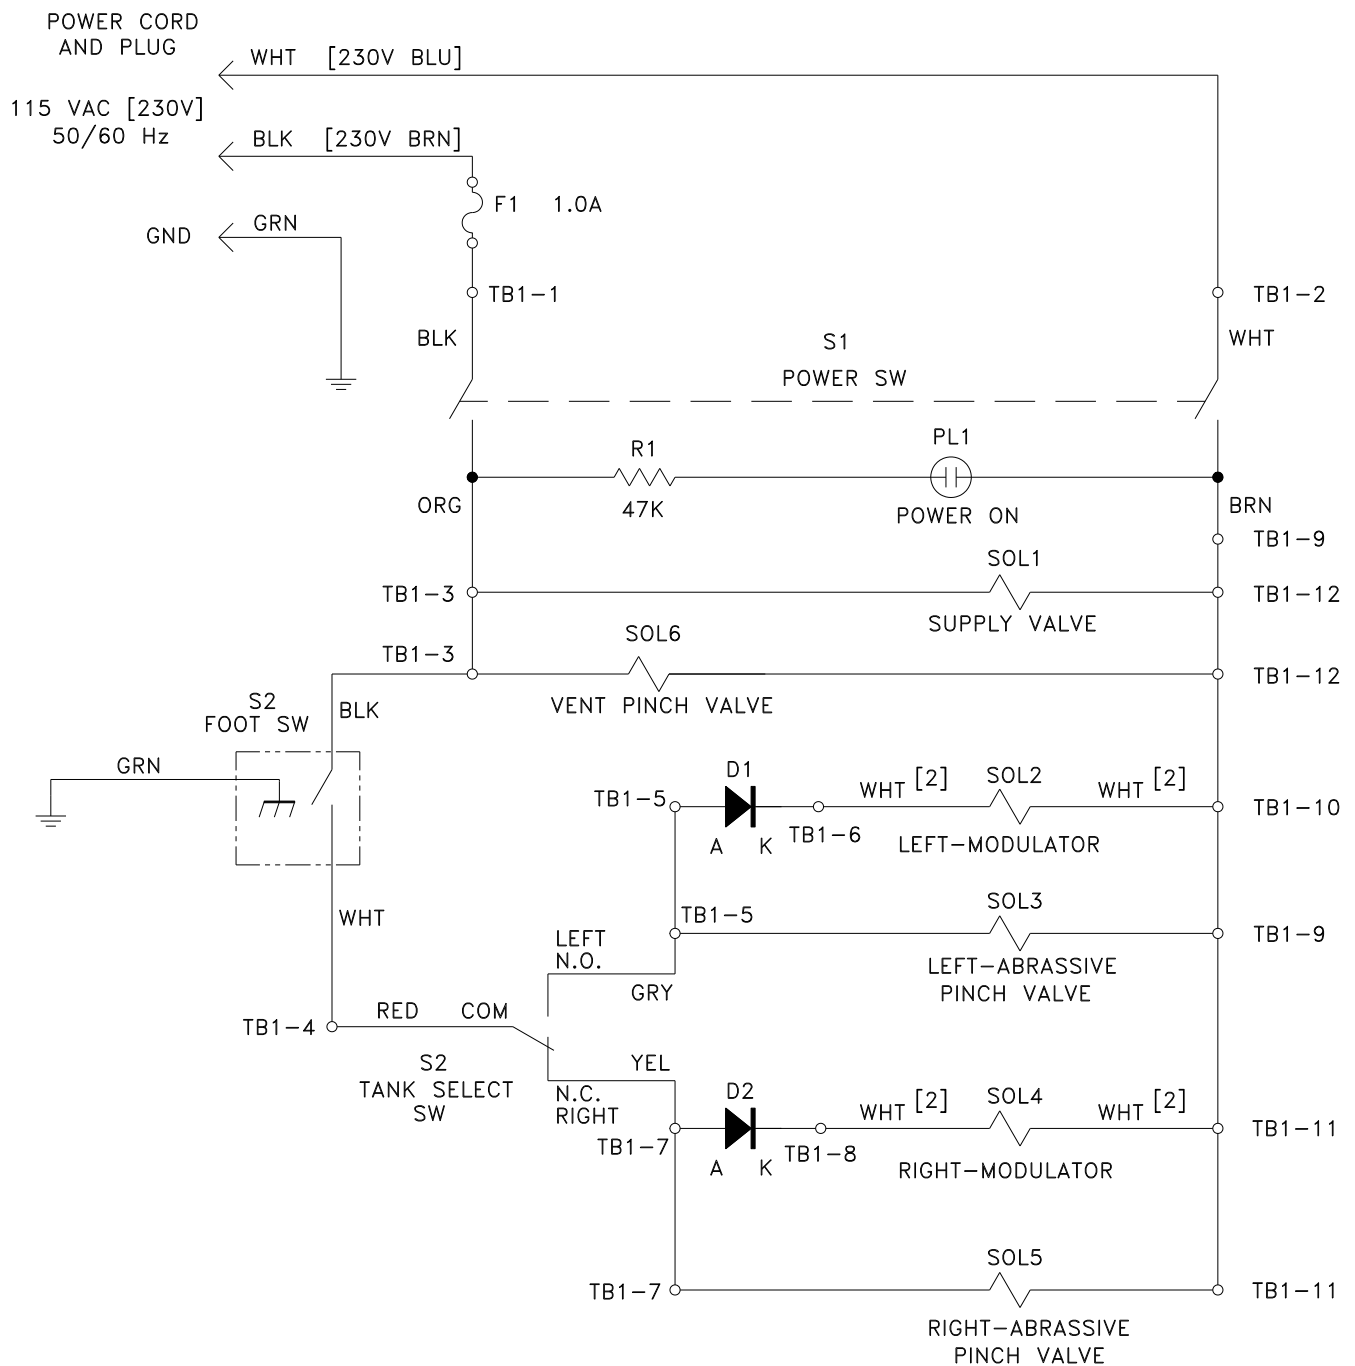 POWER CORD
AND PLUG
WHT [230V BLU]
115 VAC [230V]
50/60 Hz
BLK [230V BRN]
F1 1.0A
GND
GRN
TB1-1
TB1-2
BLK
S1
WHT
POWER SW
R1
PL1
ORG
47K
POWER ON
BRN
TB1-9
SOL1
TB1-3
TB1-12
SUPPLY VALVE
SOL6
TB1-3
TB1-12
S2
FOOT SW
BLK
VENT PINCH VALVE
GRN
D1
TB1-5
WHT [2]
SOL2
WHT [2]
TB1-10
A K
TB1-6
LEFT-MODULATOR
WHT
TB1-5
SOL3
TB1-9
LEFT
N.O.
LEFT-ABRASSIVE
PINCH VALVE
GRY
RED
COM
TB1-4
S2
TANK SELECT
SW
YEL
N.C.
RIGHT
D2
WHT [2]
SOL4
WHT [2]
TB1-11
TB1-7
A K
TB1-8
RIGHT-MODULATOR
SOL5
TB1-7
TB1-11
RIGHT-ABRASSIVE
PINCH VALVE